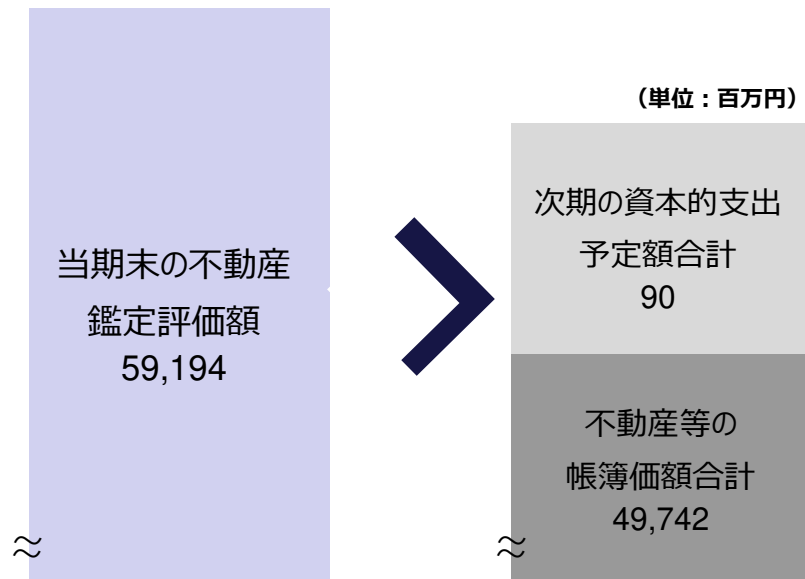 （単位：百万円）
当期末の不動産
鑑定評価額
59,194
次期の資本的支出
予定額合計
90
不動産等の
帳簿価額合計
49,742
≈
≈